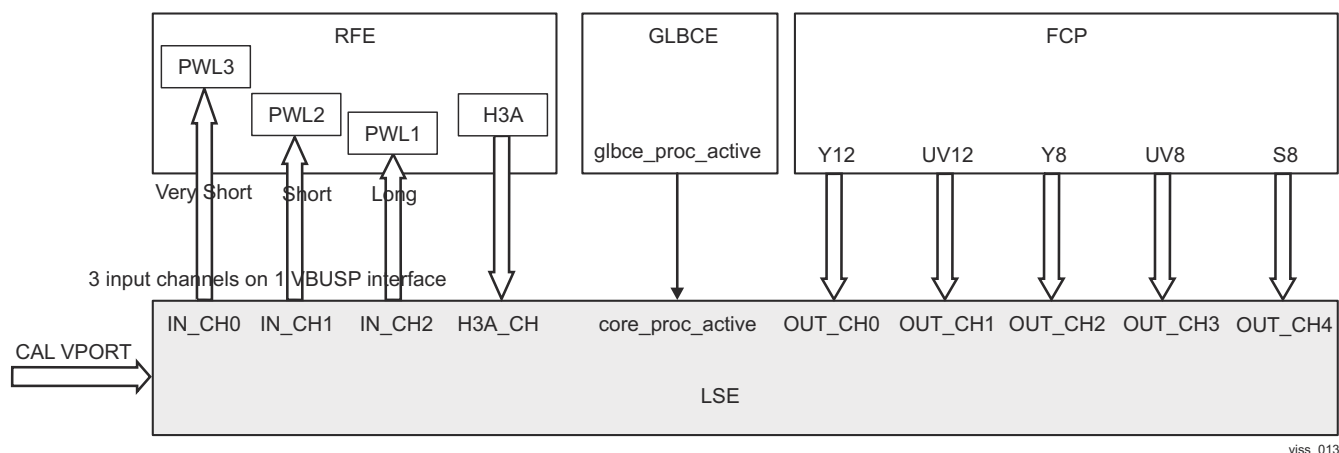 RFE
GLBCE
FCP
PWL3
PWL2
PWL1
H3A
glbce_proc_active
Y12
UV12
Y8
UV8
S8
Very Short
Short
Long
3 input channels on 1 VBUSP interface
IN_CH0
IN_CH1
IN_CH2
H3A_CH
core_proc_active
OUT_CH0
OUT_CH1
OUT_CH2
OUT_CH3
OUT_CH4
CAL VPORT
LSE
viss_013